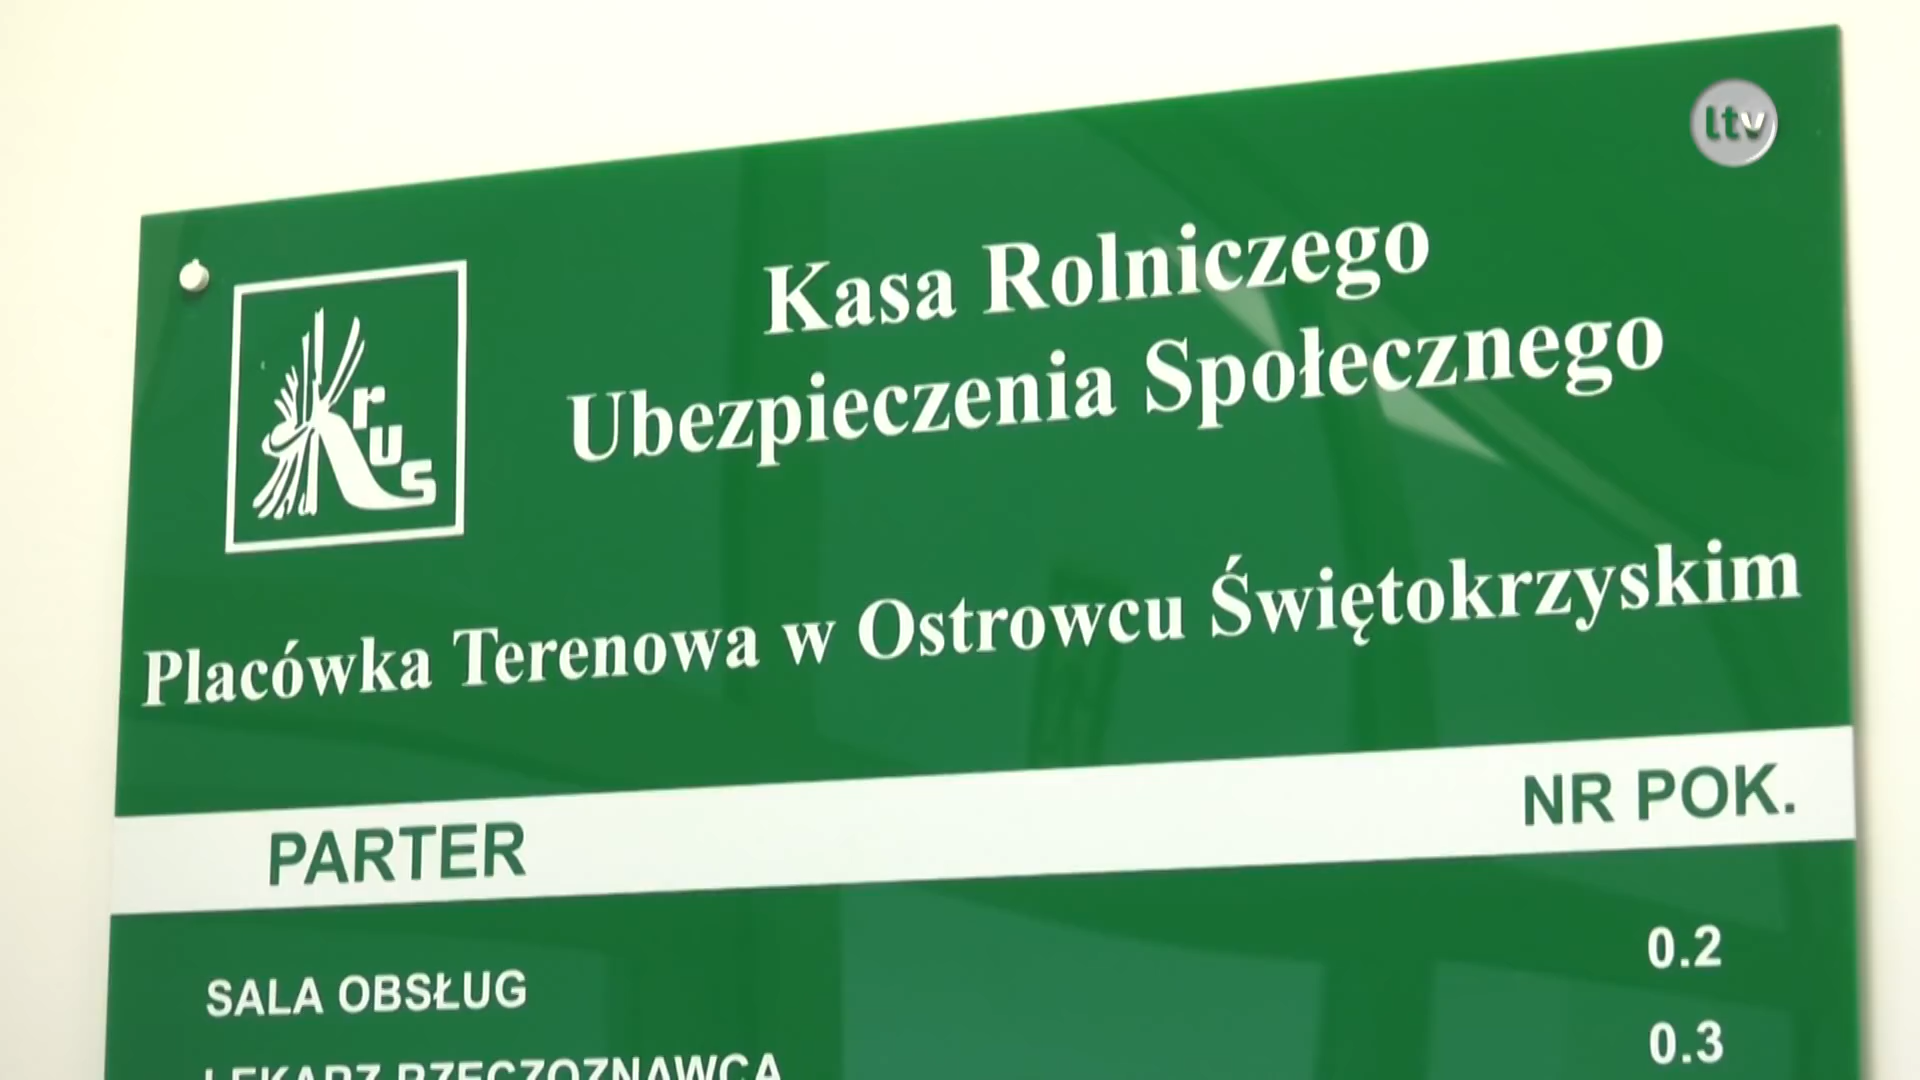 ltv
Krus
Kasa Rolniczego
Ubezpieczenia Społecznego
Placówka Terenowa w Ostrowcu Świętokrzyskim
PARTER NR POK.
SALA OBSŁUG 0.2
LEKARZ RZECZOZNAWCA 0.3